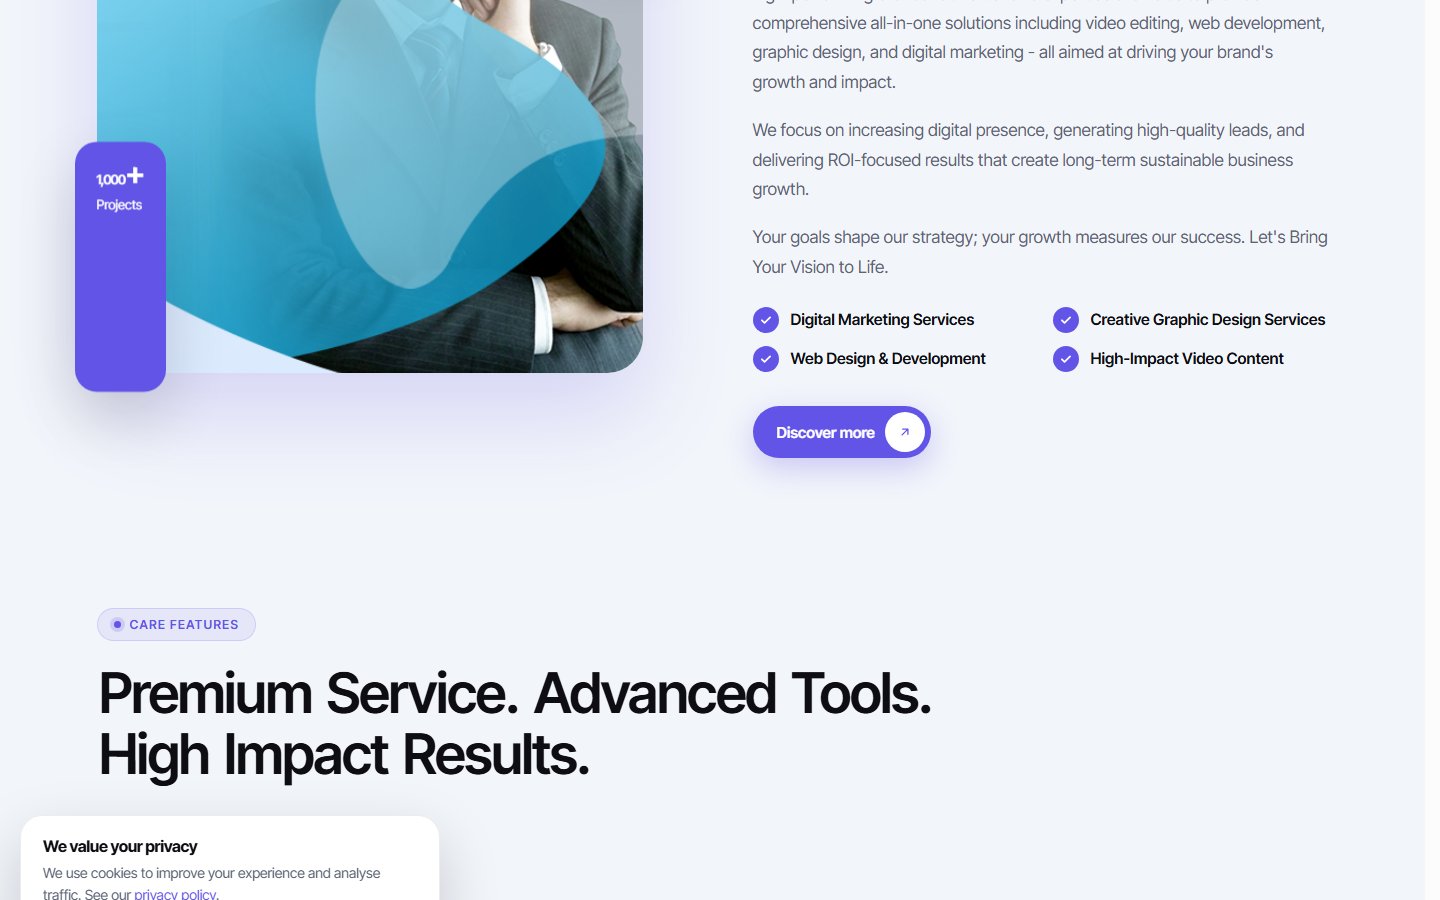 comprehensive all-in-one solutions including video editing, web development,
graphic design, and digital marketing - all aimed at driving your brand's
growth and impact.
We focus on increasing digital presence, generating high-quality leads, and
delivering ROI-focused results that create long-term sustainable business
growth.
Your goals shape our strategy; your growth measures our success. Let's Bring
Your Vision to Life.
Digital Marketing Services
Creative Graphic Design Services
Web Design & Development
High-Impact Video Content
Discover more
1,000+
Projects
CARE FEATURES
Premium Service. Advanced Tools.
High Impact Results.
We value your privacy
We use cookies to improve your experience and analyse
traffic. See our privacy policy.